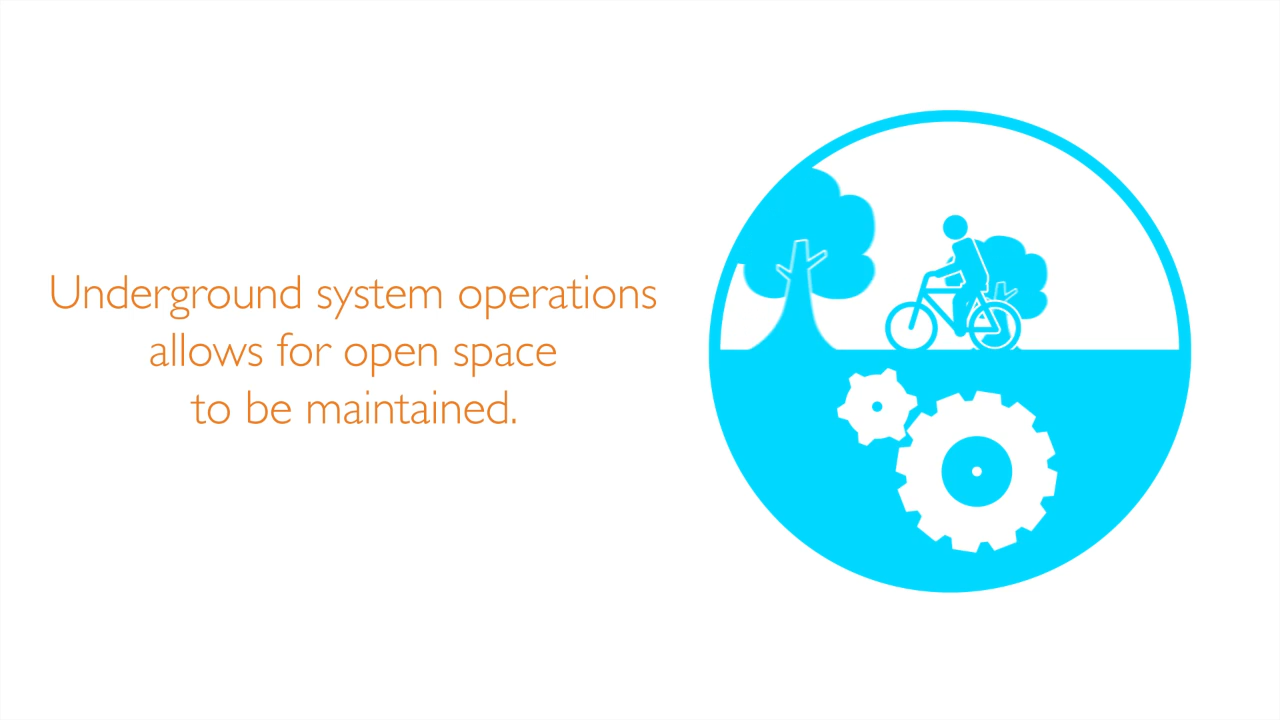 Underground system operations
allows for open space
to be maintained.